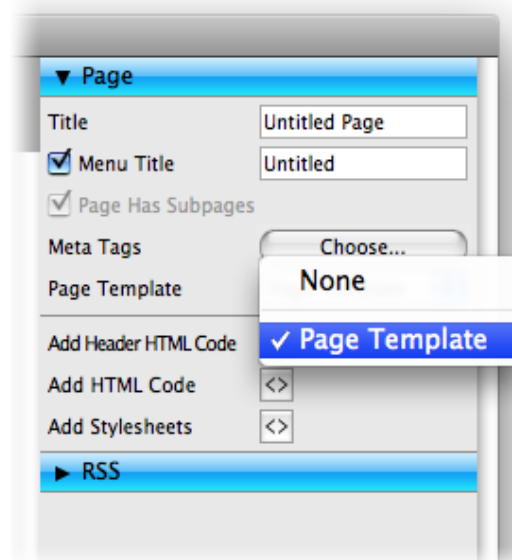 ▼ Page
Title Untitled Page
Menu Title Untitled
Page Has Subpages
Meta Tags Choose...
Page Template
None
Add Header HTML Code
✓ Page Template
Add HTML Code <>
Add Stylesheets <>
► RSS